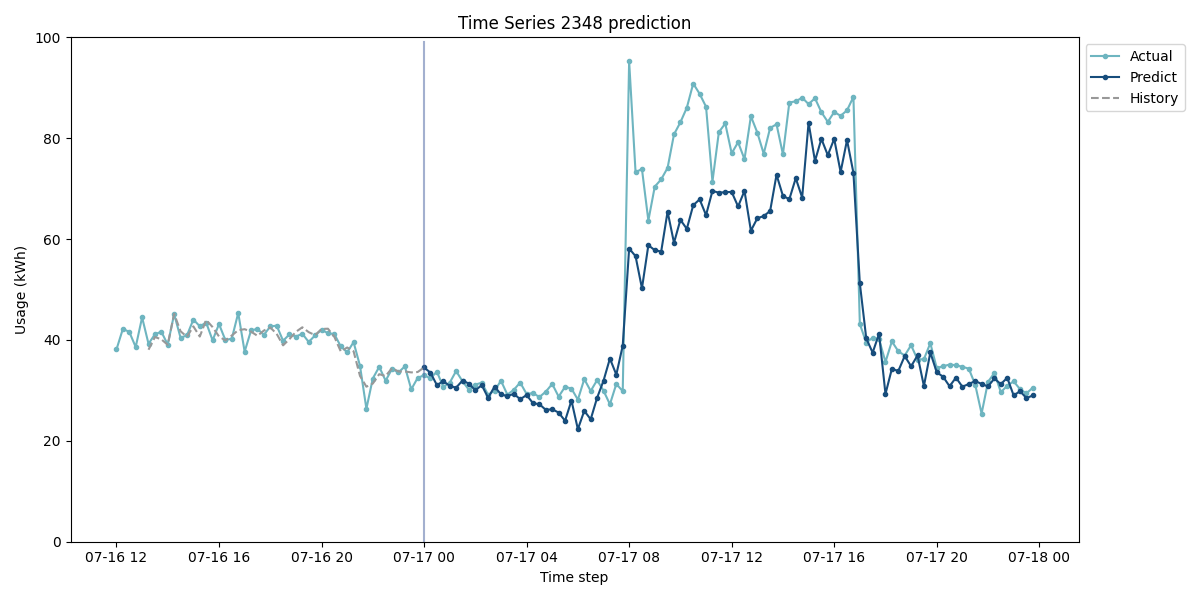 Time Series 2348 prediction
100
80
60
40
20
0
Usage (kWh)
07-16 12
07-16 16
07-16 20
07-17 00
07-17 04
07-17 08
07-17 12
07-17 16
07-17 20
07-18 00
Time step
Actual
Predict
History